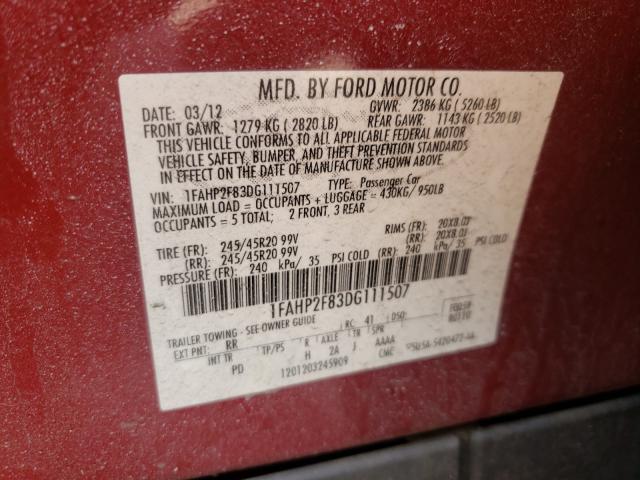 MFD. BY FORD MOTOR CO.
DATE: 03/12 GVWR: 2386 KG ( 5260 LB)
FRONT GAWR: 1279 KG ( 2820 LB) REAR GAWR: 1143 KG ( 2520 LB)
THIS VEHICLE CONFORMS TO ALL APPLICABLE FEDERAL MOTOR
VEHICLE SAFETY, BUMPER, AND THEFT PREVENTION STANDARDS
IN EFFECT ON THE DATE OF MANUFACTURE SHOWN ABOVE.
VIN: 1FAHP2F83DG111507 TYPE: Passenger Car
MAXIMUM LOAD = OCCUPANTS + LUGGAGE = 430KG/ 950LB
OCCUPANTS = 5 TOTAL; 2 FRONT, 3 REAR
TIRE (FR): 245/45R20 99V RIMS (FR): 20X8.0J
(RR): 245/45R20 99V (RR): 20X8.0J
PRESSURE (FR): 240 kPa/ 35 PSI COLD (RR): 240 kPa/ 35 PSI COLD
1FAHP2F83DG111507
TRAILER TOWING - SEE OWNER GUIDE RC: 41 DSO:
EXT PNT: RR
INT TR TP/PS R AXLE TR SPR
PD H 2A J AAAA
1201203245909 CMC